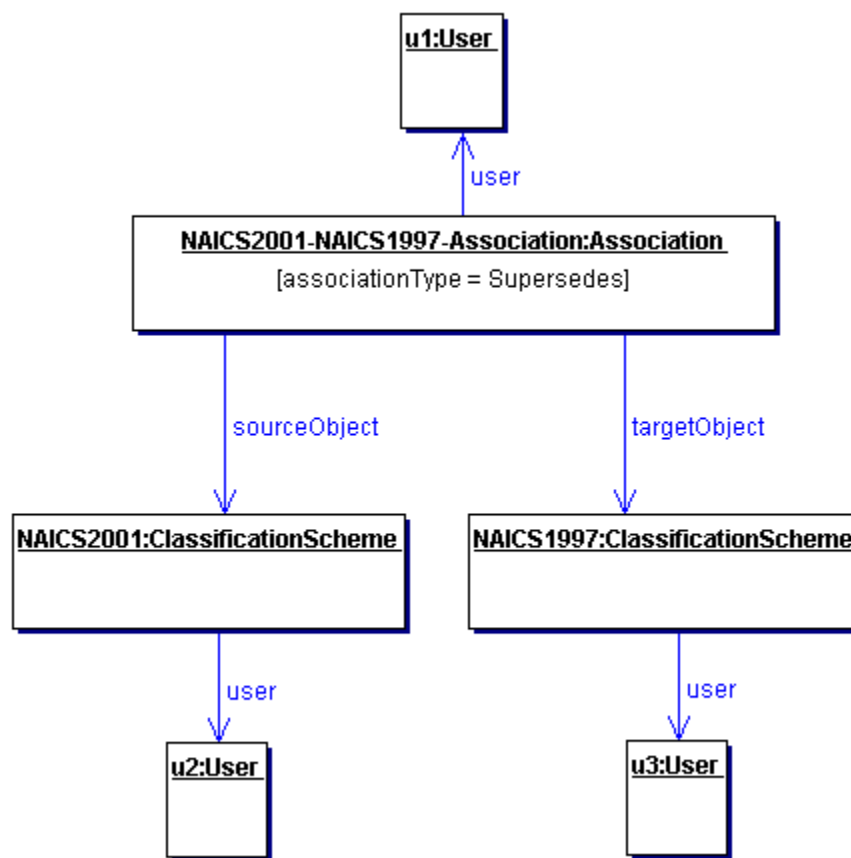 u1:User
user
NAICS2001-NAICS1997-Association:Association
[associationType = Supersedes]
sourceObject
targetObject
NAICS2001:ClassificationScheme
NAICS1997:ClassificationScheme
user
user
u2:User
u3:User